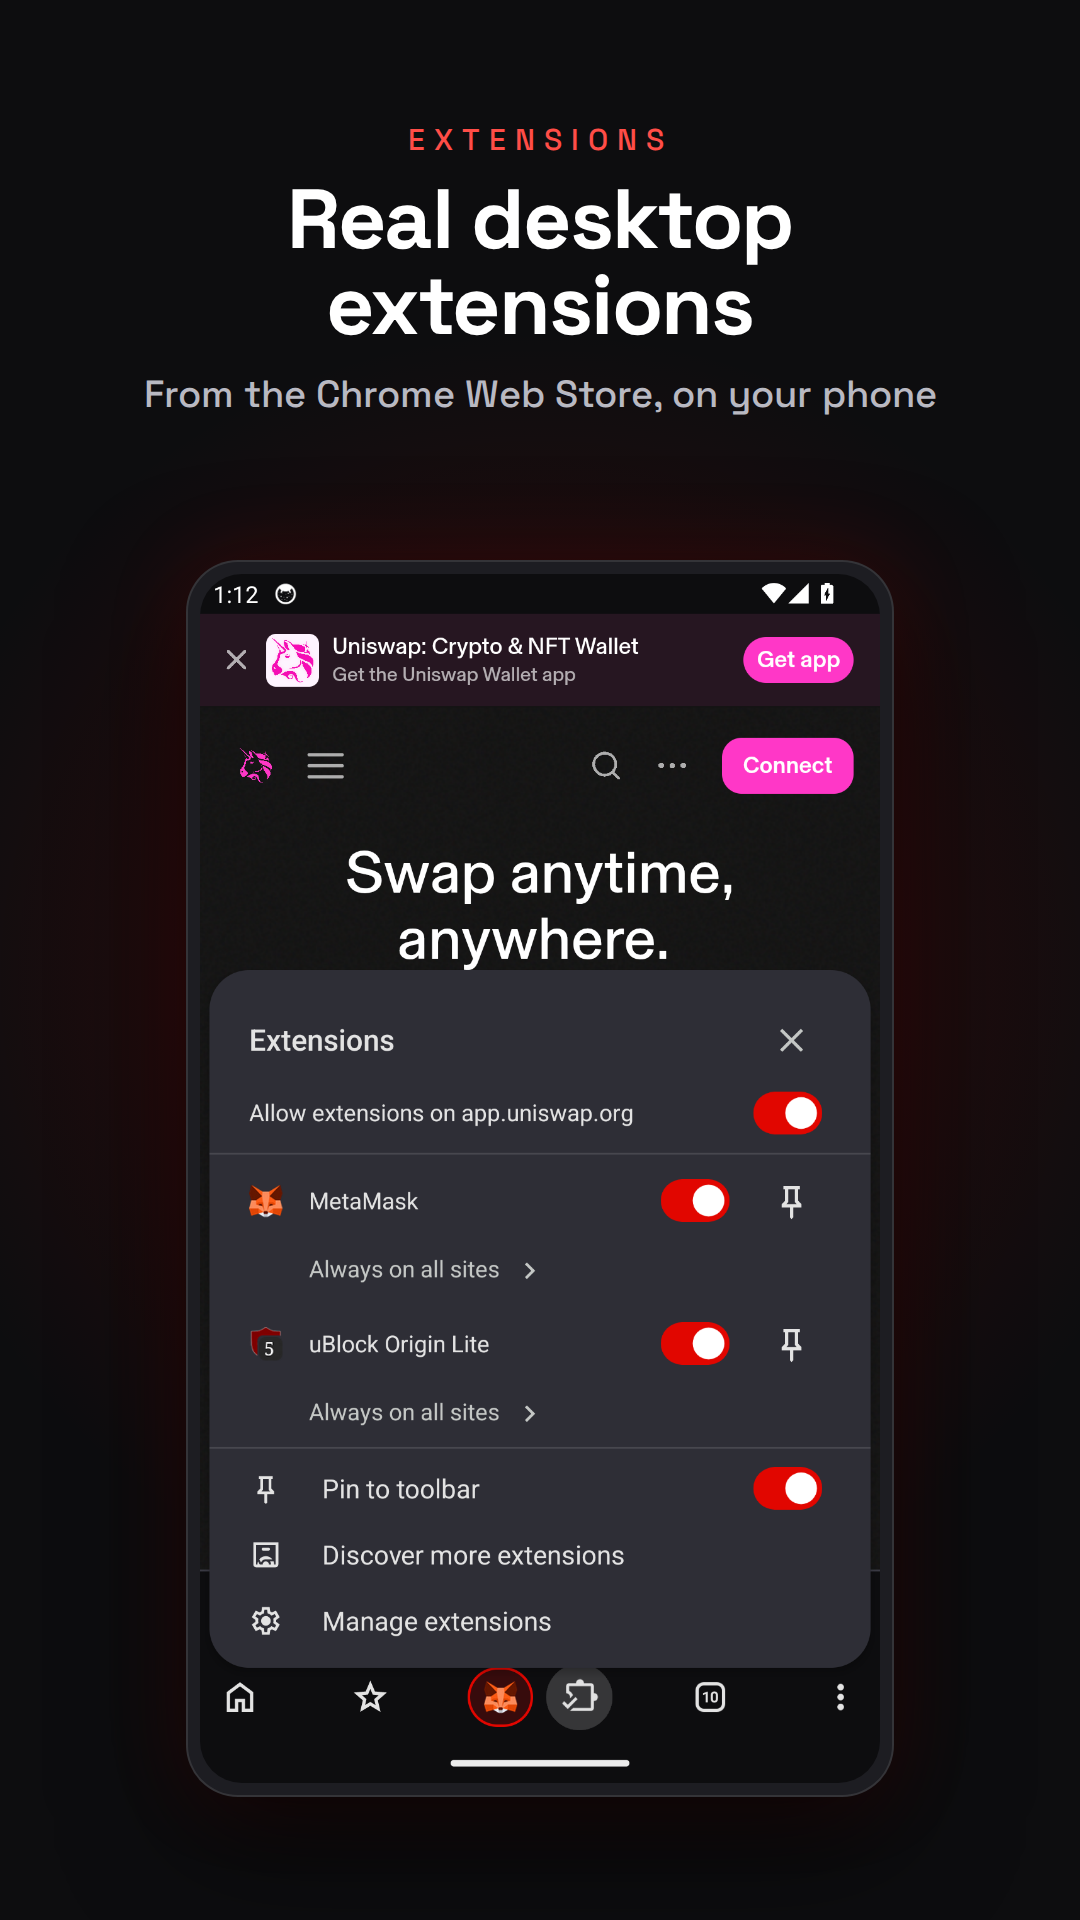 EXTENSIONS
Real desktop
extensions
From the Chrome Web Store, on your phone
1:12
Uniswap: Crypto & NFT Wallet
Get the Uniswap Wallet app
Get app
Connect
Swap anytime,
anywhere.
Extensions
Allow extensions on app.uniswap.org
MetaMask
Always on all sites
5
uBlock Origin Lite
Always on all sites
Pin to toolbar
Discover more extensions
Manage extensions
10